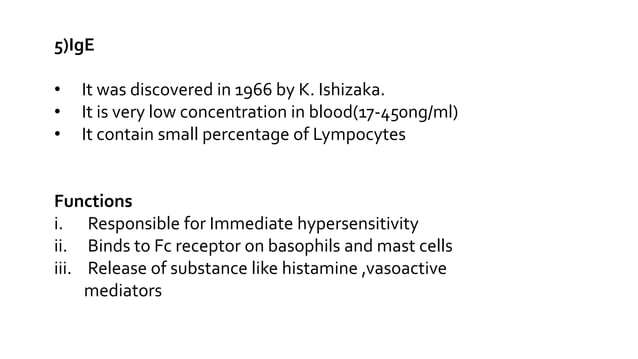 5)IgE
• It was discovered in 1966 by K. Ishizaka.
• It is very low concentration in blood(17-450ng/ml)
• It contain small percentage of Lympocytes
Functions
i. Responsible for Immediate hypersensitivity
ii. Binds to Fc receptor on basophils and mast cells
iii. Release of substance like histamine ,vasoactive
mediators